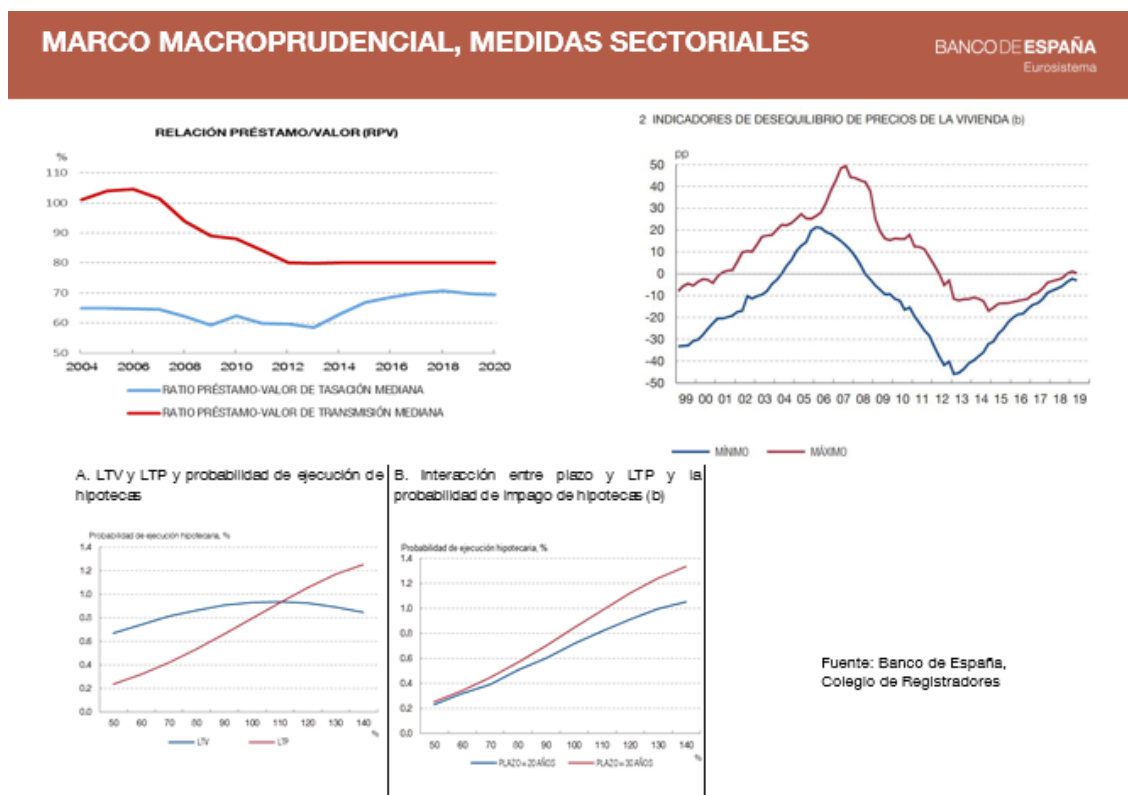 MARCO MACROPRUDENCIAL, MEDIDAS SECTORIALES
BANCODEESPAÑA
Eurosistema
RELACIÓN PRÉSTAMO/VALOR (RPV)
%
110
100
90
80
70
60
50
2004 2006 2008 2010 2012 2014 2016 2018 2020
RATIO PRÉSTAMO-VALOR DE TASACIÓN MEDIANA
RATIO PRÉSTAMO-VALOR DE TRANSMISIÓN MEDIANA
2 INDICADORES DE DESEQUILIBRIO DE PRECIOS DE LA VIVIENDA (b)
pp
50
40
30
20
10
0
-10
-20
-30
-40
-50
99 00 01 02 03 04 05 06 07 08 09 10 11 12 13 14 15 16 17 18 19
MÍNIMO MÁXIMO
A. LTV y LTP y probabilidad de ejecución de
hipotecas
Probabilidad de ejecución hipotecaria, %
1.4
1.2
1.0
0.8
0.6
0.4
0.2
0.0
50 60 70 80 90 100 110 120 130 140
%
LTV LTP
B. Interacción entre plazo y LTP y la
probabilidad de impago de hipotecas (b)
Probabilidad de ejecución hipotecaria, %
1.4
1.2
1.0
0.8
0.6
0.4
0.2
0.0
50 60 70 80 90 100 110 120 130 140
%
PLAZO = 20 AÑOS PLAZO = 30 AÑOS
Fuente: Banco de España,
Colegio de Registradores